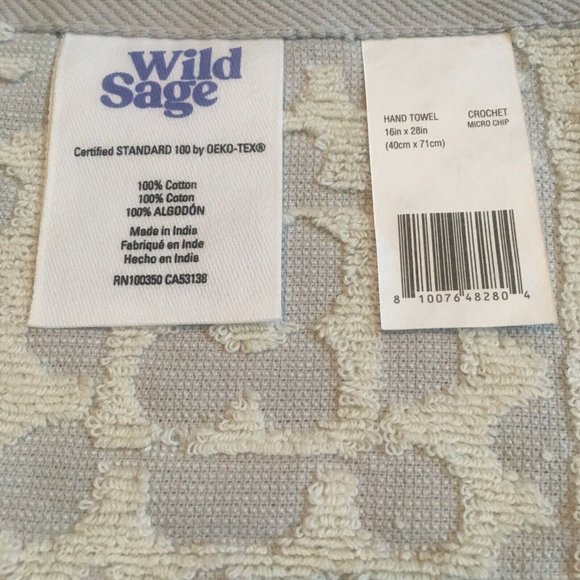 Wild
Sage
Certified STANDARD 100 by OEKO-TEX®
100% Cotton
100% Coton
100% ALGODÓN
Made in India
Fabriqué en Inde
Hecho en India
RN100350 CA53136
HAND TOWEL
16in x 28in
(40cm x 71cm)
CROCHET
MICRO CHIP
8 10076 48280 4